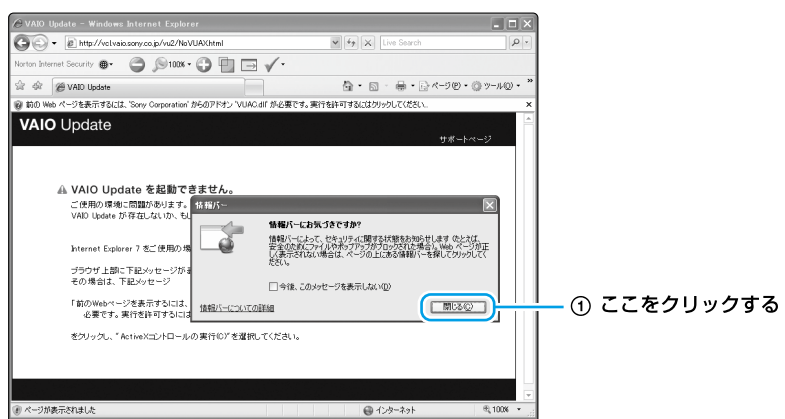 VAIO Update - Windows Internet Explorer
http://vcl.vaio.sony.co.jp/vu2/NoVUAX.html
Live Search
Norton Internet Security
100%
VAIO Update
ページ(P)
ツール(O)
前の Web ページを表示するには、'Sony Corporation' からのアドオン 'VUAC.dll' が必要です。実行を許可するにはクリックしてください...
VAIO Update
サポートページ
VAIO Update を起動できません。
ご使用の環境に問題があります。
VAIO Update が存在しないか、もし
Internet Explorer 7 をご使用の場
ブラウザ上部に下記メッセージが表
その場合は、下記メッセージ
「前のWebページを表示するには、
必要です。実行を許可するには
をクリックし、"ActiveXコントロールの実行(O)"を選択してください。
情報バー
情報バーにお気づきですか?
情報バーによって、セキュリティに関する状態をお知らせします (たとえば、
安全のためにファイルやポップアップがブロックされた場合)。Web ページが正
しく表示されない場合は、ページの上にある情報バーを探してクリックしてく
ださい。
今後、このメッセージを表示しない(D)
情報バーについての詳細
閉じる(C)
① ここをクリックする
ページが表示されました
インターネット
100%